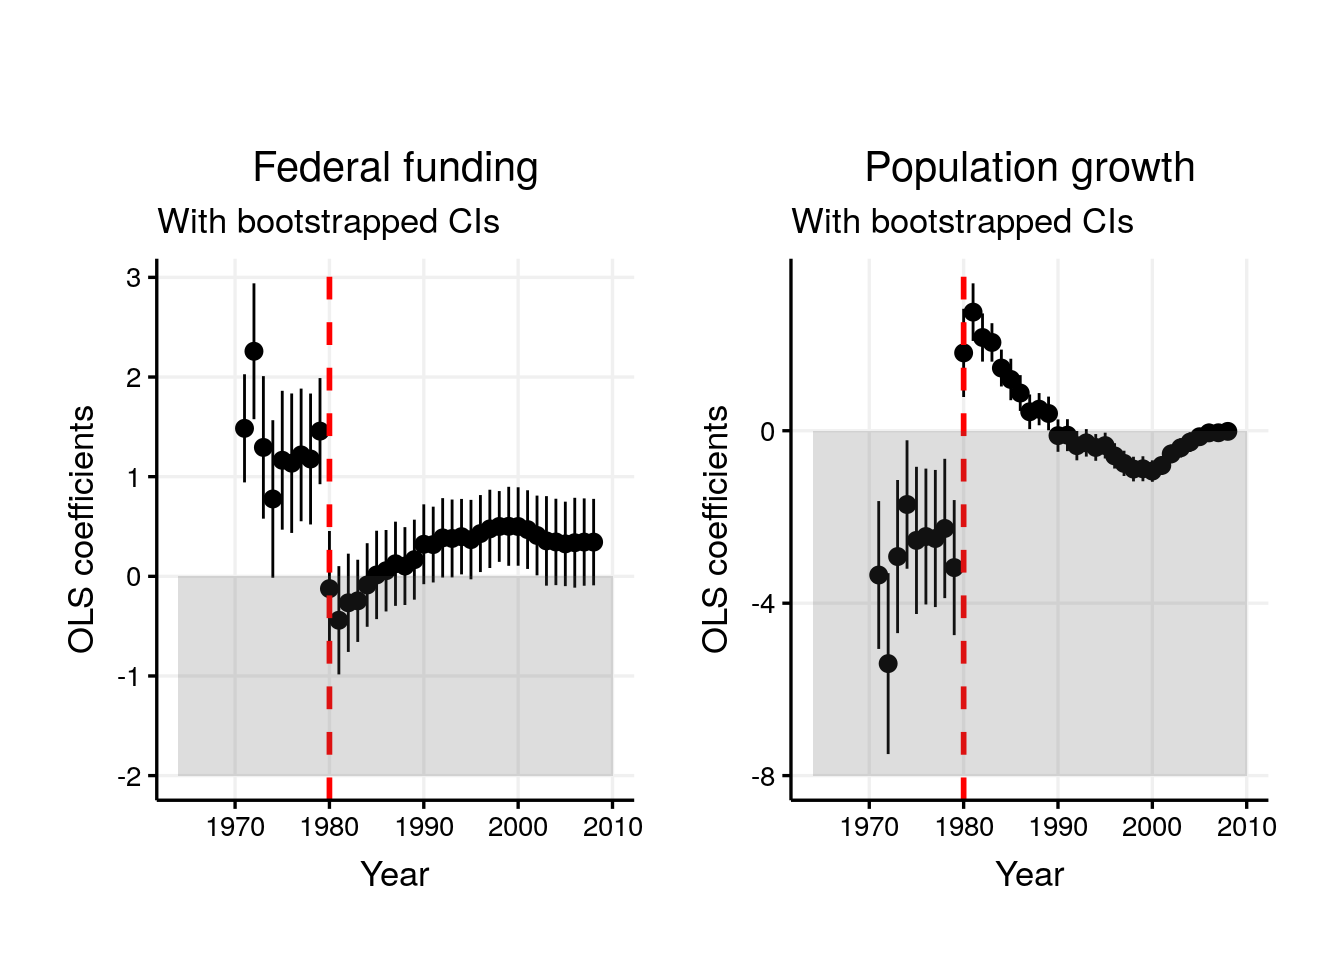 Federal funding
With bootstrapped CIs
OLS coefficients
3
2
1
0
-1
-2
1970 1980 1990 2000 2010
Year
Population growth
With bootstrapped CIs
OLS coefficients
0
-4
-8
1970 1980 1990 2000 2010
Year